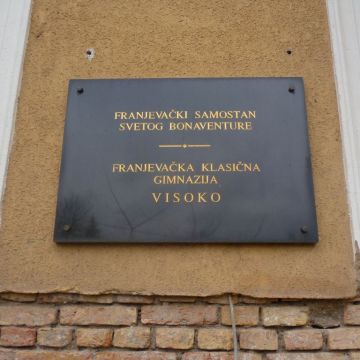 FRANJEVAČKI SAMOSTAN
SVETOG BONAVENTURE
FRANJEVAČKA KLASIČNA
GIMNAZIJA
VISOKO